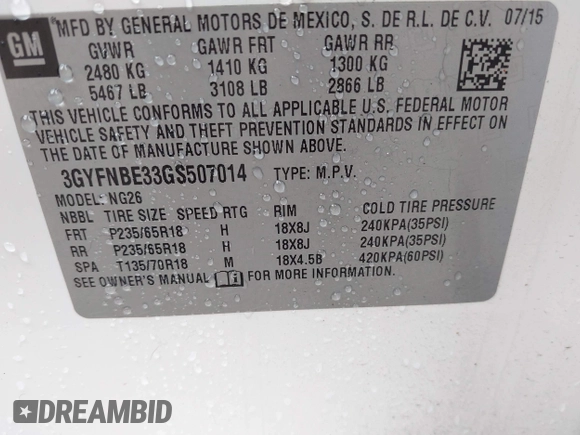 GM
*MFD BY GENERAL MOTORS DE MEXICO, S. DE R.L. DE C.V. 07/15
GVWR GAWR FRT GAWR RR
2480 KG 1410 KG 1300 KG
5467 LB 3108 LB 2866 LB
THIS VEHICLE CONFORMS TO ALL APPLICABLE U.S. FEDERAL MOTOR
VEHICLE SAFETY AND THEFT PREVENTION STANDARDS IN EFFECT ON
THE DATE OF MANUFACTURE SHOWN ABOVE.
3GYFNBE33GS507014 TYPE: M.P.V.
MODEL: NG26
NBBL TIRE SIZE SPEED RTG RIM COLD TIRE PRESSURE
FRT P235/65R18 H 18X8J 240KPA(35PSI)
RR P235/65R18 H 18X8J 240KPA(35PSI)
SPA T135/70R18 M 18X4.5B 420KPA(60PSI)
SEE OWNER'S MANUAL FOR MORE INFORMATION
DREAMBID